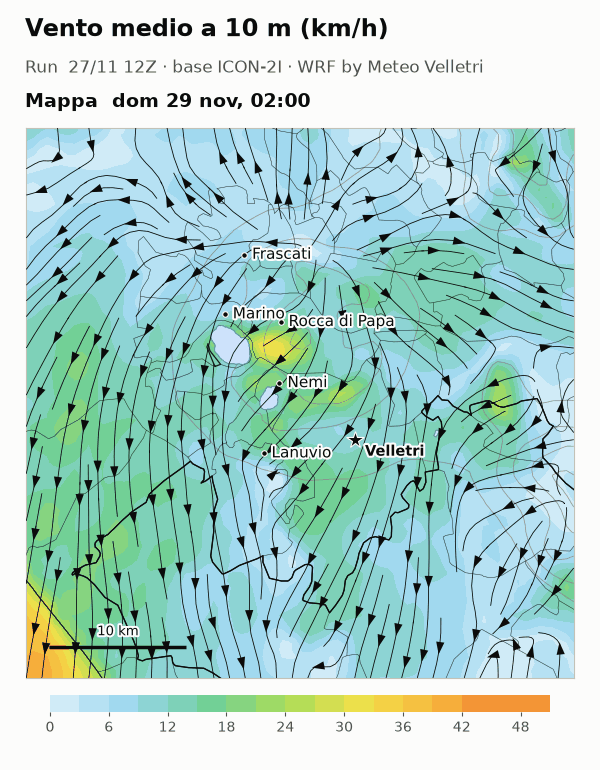 Vento medio a 10 m (km/h)
Run 27/11 12Z · base ICON-2I · WRF by Meteo Velletri
Mappa dom 29 nov, 02:00
Frascati
Marino
Rocca di Papa
Nemi
Velletri
Lanuvio
10 km
0 6 12 18 24 30 36 42 48